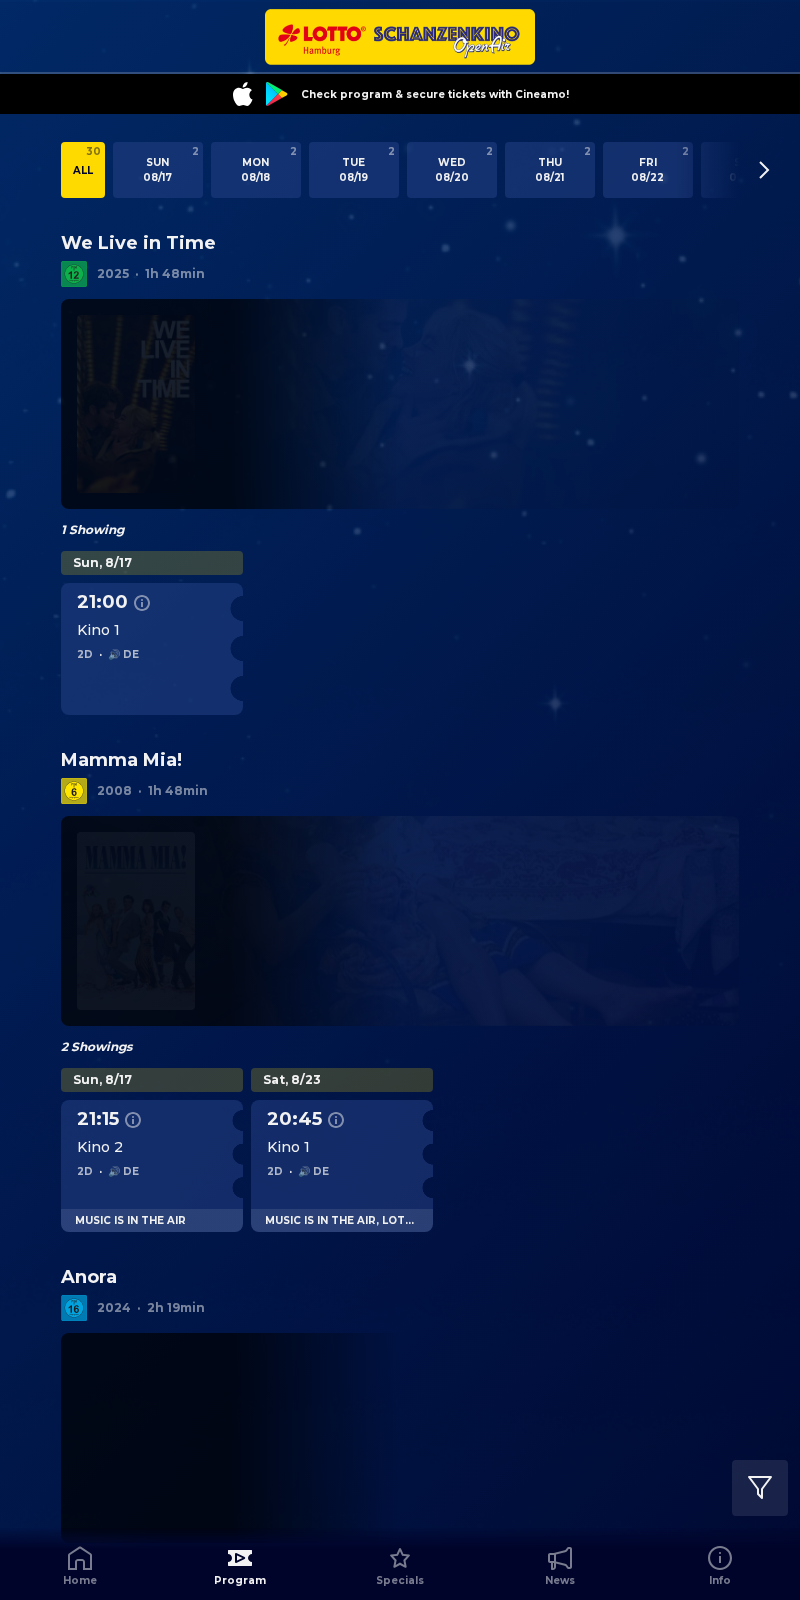 LOTTO® SCHANZENKINO
Hamburg OpenAir
Check program & secure tickets with Cineamo!
30
ALL
2
SUN
08/17
2
MON
08/18
2
TUE
08/19
2
WED
08/20
2
THU
08/21
2
FRI
08/22
We Live in Time
12 2025 · 1h 48min
WE
LIVE
IN
TIME
1 Showing
Sun, 8/17
21:00
Kino 1
2D · 🔊 DE
Mamma Mia!
6 2008 · 1h 48min
MAMMA MIA!
2 Showings
Sun, 8/17 Sat, 8/23
21:15 20:45
Kino 2 Kino 1
2D · 🔊 DE 2D · 🔊 DE
MUSIC IS IN THE AIR MUSIC IS IN THE AIR, LOT...
Anora
16 2024 · 2h 19min
Home Program Specials News Info